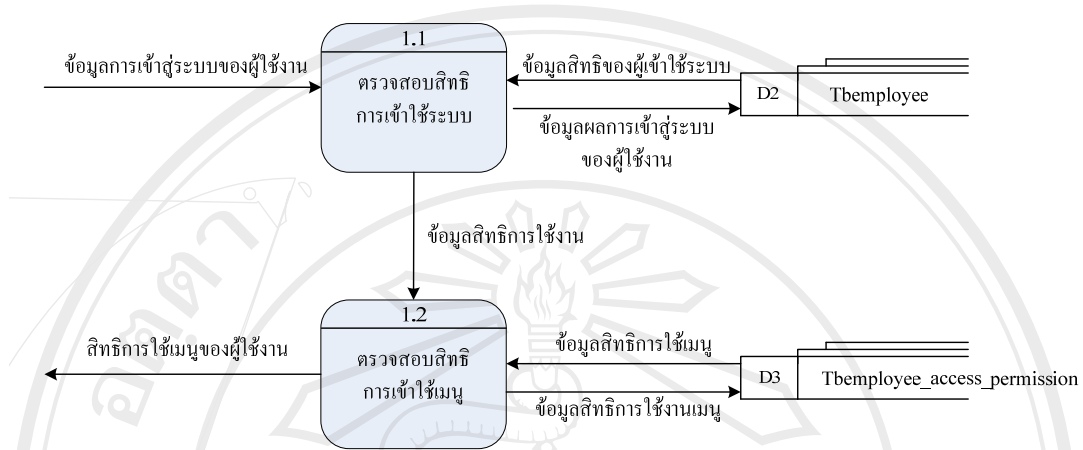 1.1
ข้อมูลการเข้าสู่ระบบของผู้ใช้งาน
ตรวจสอบสิทธิ
การเข้าใช้ระบบ
ข้อมูลสิทธิของผู้เข้าใช้ระบบ
D2
Tbemployee
ข้อมูลผลการเข้าสู่ระบบ
ของผู้ใช้งาน
ข้อมูลสิทธิการใช้งาน
1.2
สิทธิการใช้เมนูของผู้ใช้งาน
ตรวจสอบสิทธิ
การเข้าใช้เมนู
ข้อมูลสิทธิการใช้เมนู
D3
Tbemployee_access_permission
ข้อมูลสิทธิการใช้งานเมนู